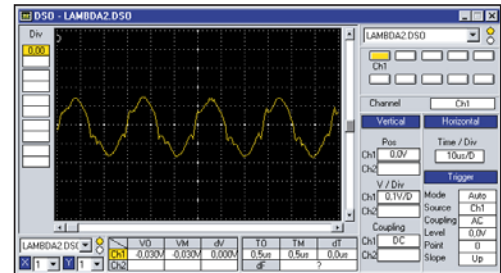 DSO - LAMBDA2.DSO
Div
0.00
LAMBDA2.DSO
Ch1
Channel Ch1
Vertical Horizontal
Pos Time / Div
Ch1 0,0V 10us/D
Ch2
Trigger
V / Div
Ch1 0,1V/D
Ch2
Mode Auto
Source Ch1
Coupling AC
Level 0,0V
Point 0
Slope Up
Coupling
Ch1 DC
Ch2
LAMBDA2 DSC
X 1 Y 1
VO VM dV TO TM dT
Ch1 -0,030V -0,030V 0,000V 0,5us 0,5us 0,0us
Ch2 dF ?